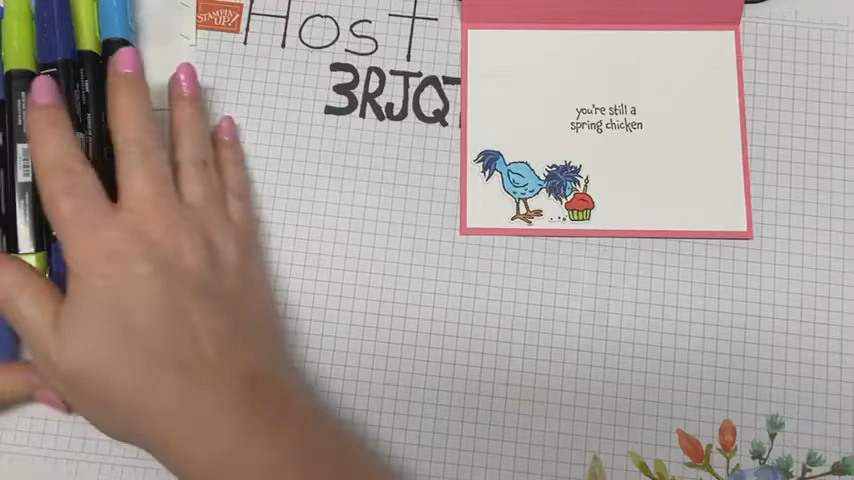 STAMPIN' UP!
Host
3RJQT
you're still a
spring chicken